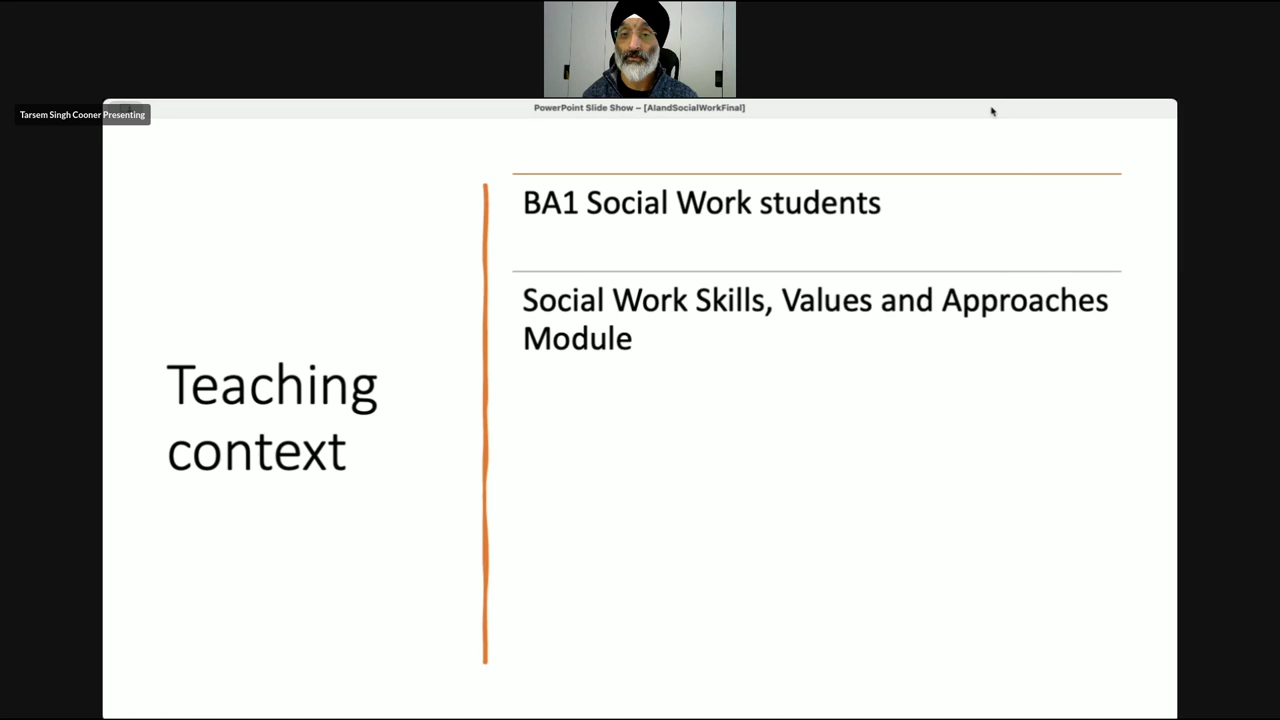 PowerPoint Slide Show – [AIandSocialWorkFinal]
Tarsem Singh Cooner Presenting
Teaching
context
BA1 Social Work students
Social Work Skills, Values and Approaches
Module